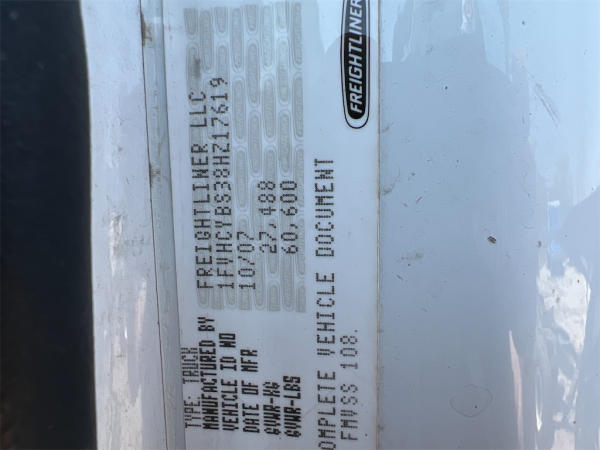 FREIGHTLINER
TYPE: TRUCK
MANUFACTURED BY FREIGHTLINER LLC
VEHICLE ID NO 1FVHCYBS38HZ17619
DATE OF MFR 10/07
GVWR-KG 27,488
GVWR-LBS 60,600
OMPLETE VEHICLE DOCUMENT
FMVSS 108.